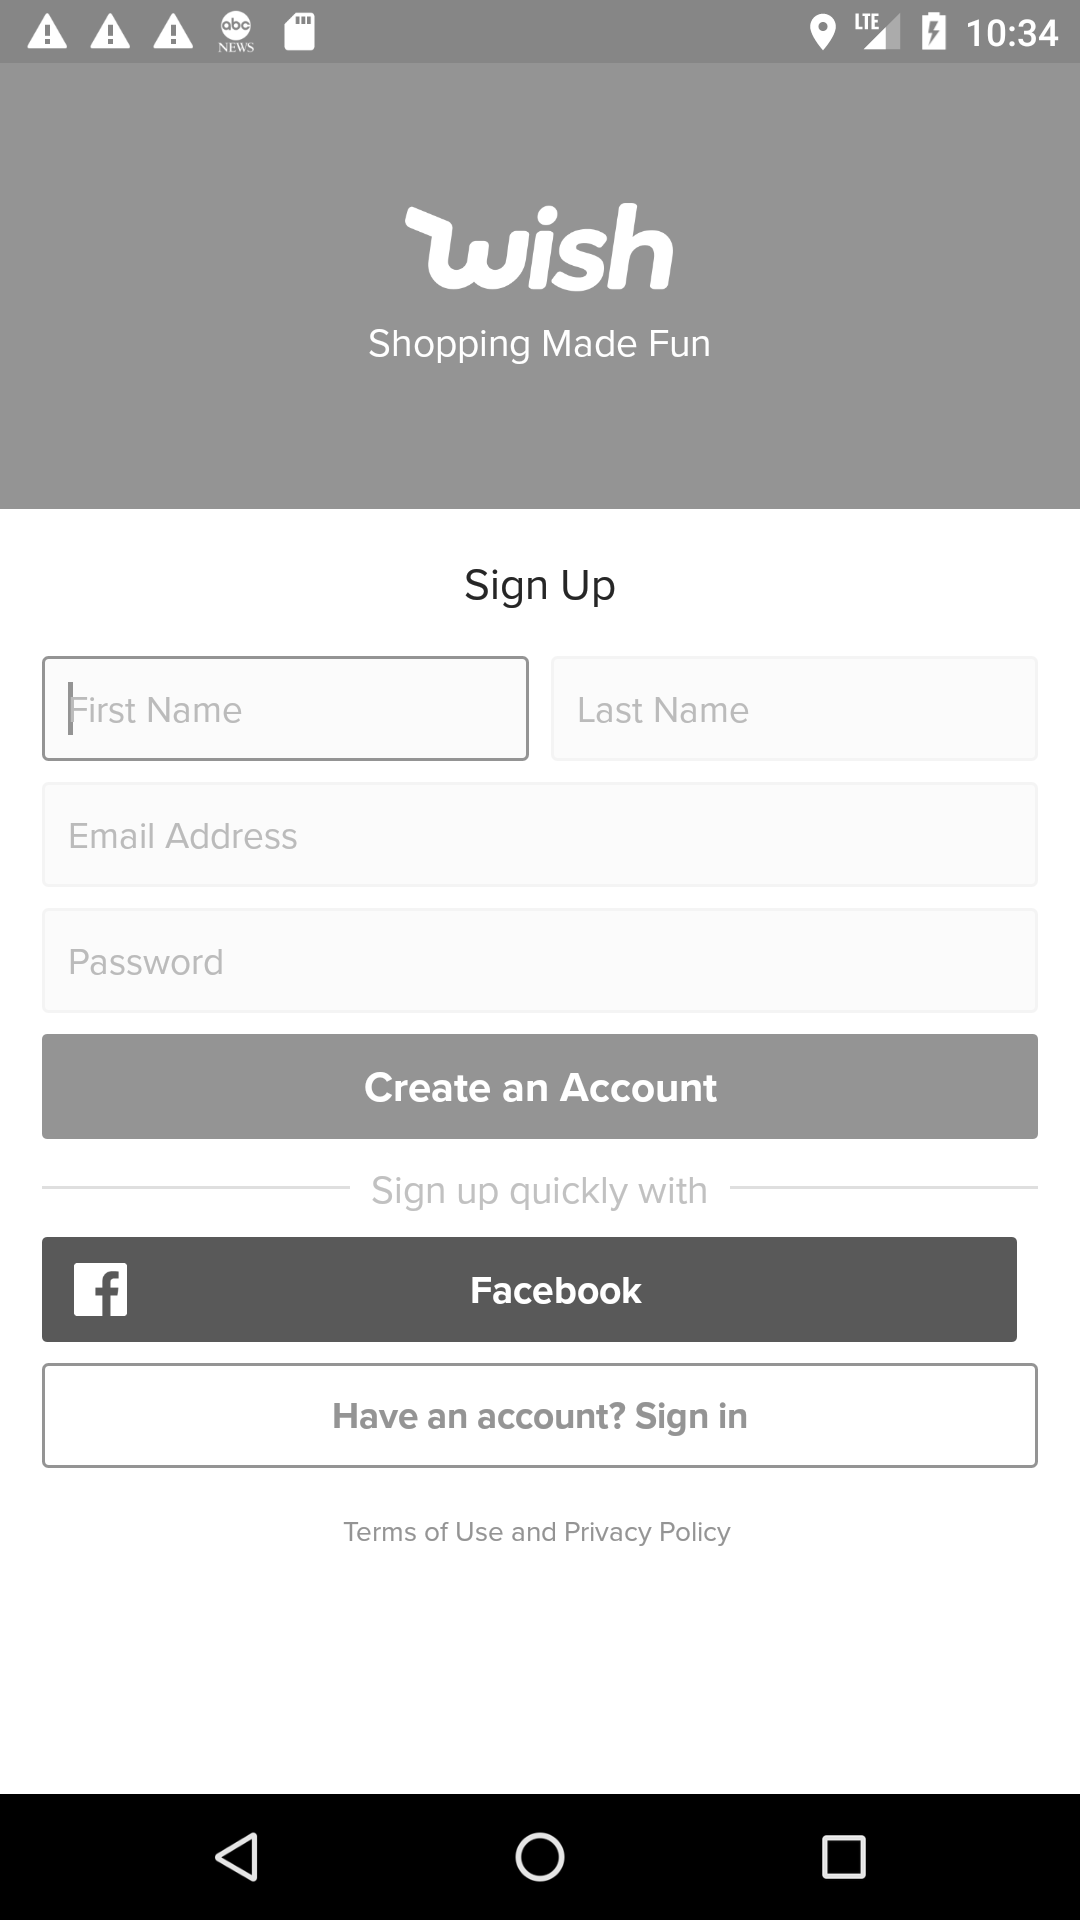 abc
NEWS
LTE
10:34
wish
Shopping Made Fun
Sign Up
First Name
Last Name
Email Address
Password
Create an Account
Sign up quickly with
f
Facebook
Have an account? Sign in
Terms of Use and Privacy Policy